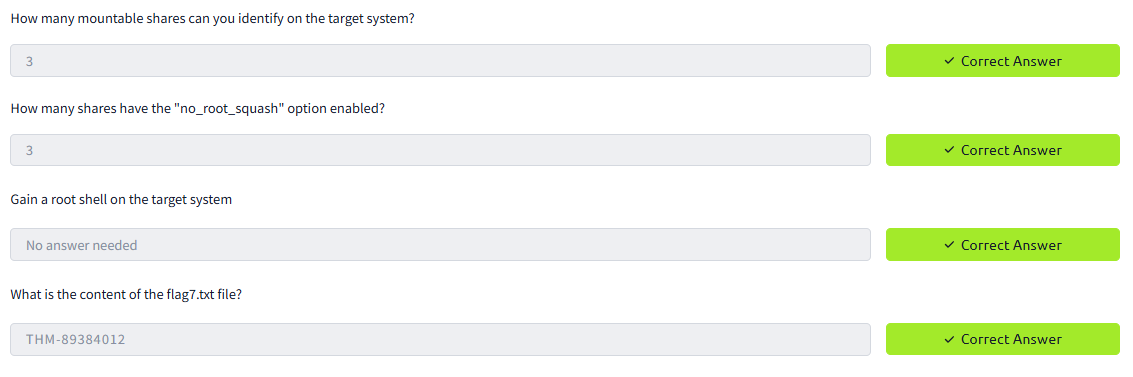 How many mountable shares can you identify on the target system?
3
✓ Correct Answer
How many shares have the "no_root_squash" option enabled?
3
✓ Correct Answer
Gain a root shell on the target system
No answer needed
✓ Correct Answer
What is the content of the flag7.txt file?
THM-89384012
✓ Correct Answer